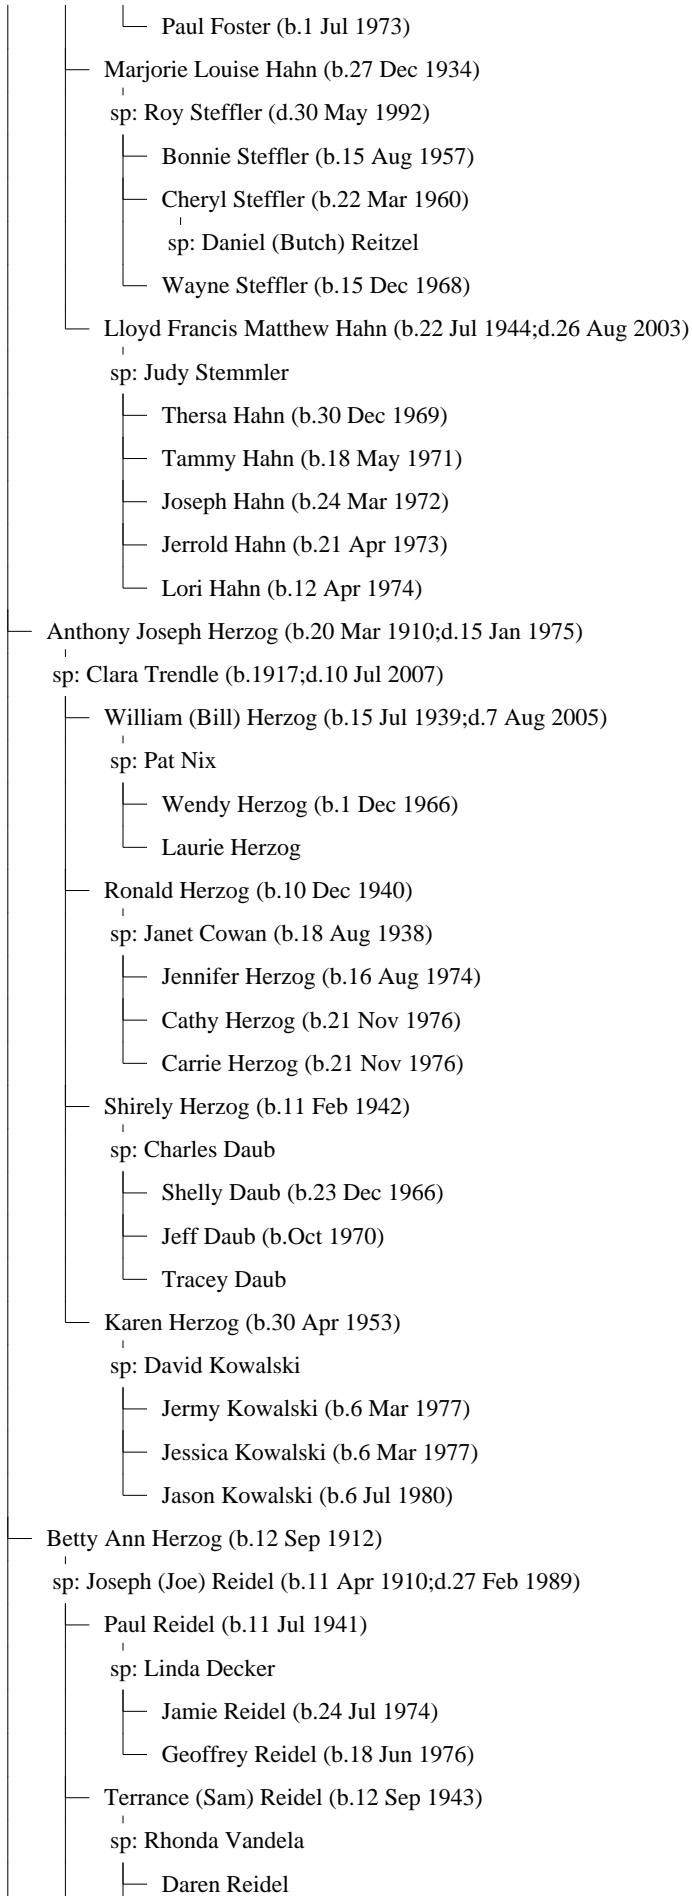 Paul Foster (b.1 Jul 1973)
Marjorie Louise Hahn (b.27 Dec 1934)
sp: Roy Steffler (d.30 May 1992)
Bonnie Steffler (b.15 Aug 1957)
Cheryl Steffler (b.22 Mar 1960)
sp: Daniel (Butch) Reitzel
Wayne Steffler (b.15 Dec 1968)
Lloyd Francis Matthew Hahn (b.22 Jul 1944;d.26 Aug 2003)
sp: Judy Stemmler
Thersa Hahn (b.30 Dec 1969)
Tammy Hahn (b.18 May 1971)
Joseph Hahn (b.24 Mar 1972)
Jerrold Hahn (b.21 Apr 1973)
Lori Hahn (b.12 Apr 1974)
Anthony Joseph Herzog (b.20 Mar 1910;d.15 Jan 1975)
sp: Clara Trendle (b.1917;d.10 Jul 2007)
William (Bill) Herzog (b.15 Jul 1939;d.7 Aug 2005)
sp: Pat Nix
Wendy Herzog (b.1 Dec 1966)
Laurie Herzog
Ronald Herzog (b.10 Dec 1940)
sp: Janet Cowan (b.18 Aug 1938)
Jennifer Herzog (b.16 Aug 1974)
Cathy Herzog (b.21 Nov 1976)
Carrie Herzog (b.21 Nov 1976)
Shirely Herzog (b.11 Feb 1942)
sp: Charles Daub
Shelly Daub (b.23 Dec 1966)
Jeff Daub (b.Oct 1970)
Tracey Daub
Karen Herzog (b.30 Apr 1953)
sp: David Kowalski
Jermy Kowalski (b.6 Mar 1977)
Jessica Kowalski (b.6 Mar 1977)
Jason Kowalski (b.6 Jul 1980)
Betty Ann Herzog (b.12 Sep 1912)
sp: Joseph (Joe) Reidel (b.11 Apr 1910;d.27 Feb 1989)
Paul Reidel (b.11 Jul 1941)
sp: Linda Decker
Jamie Reidel (b.24 Jul 1974)
Geoffrey Reidel (b.18 Jun 1976)
Terrance (Sam) Reidel (b.12 Sep 1943)
sp: Rhonda Vandela
Daren Reidel